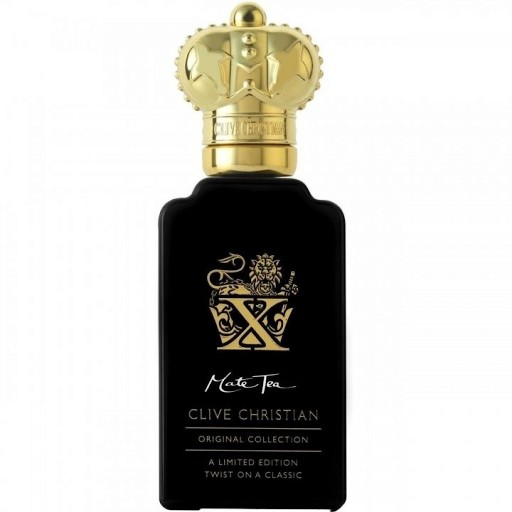 CLIVE CHRISTIAN
X
Mate Tea
CLIVE CHRISTIAN
ORIGINAL COLLECTION
A LIMITED EDITION
TWIST ON A CLASSIC